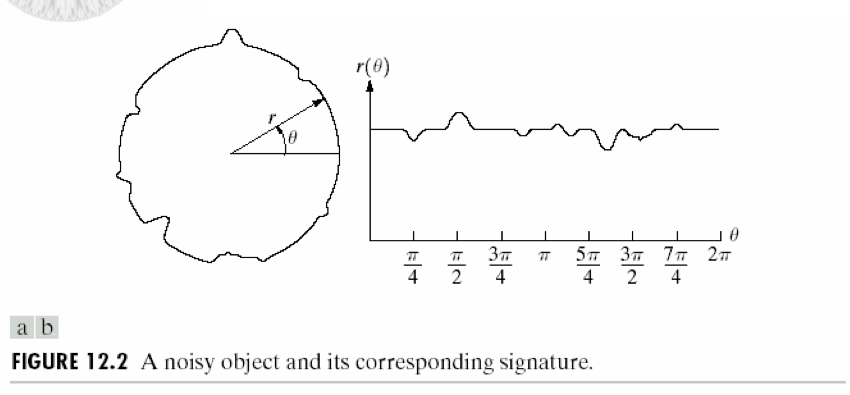 r(θ)
r
θ
θ
π/4 π/2 3π/4 π 5π/4 3π/2 7π/4 2π
a b
FIGURE 12.2 A noisy object and its corresponding signature.